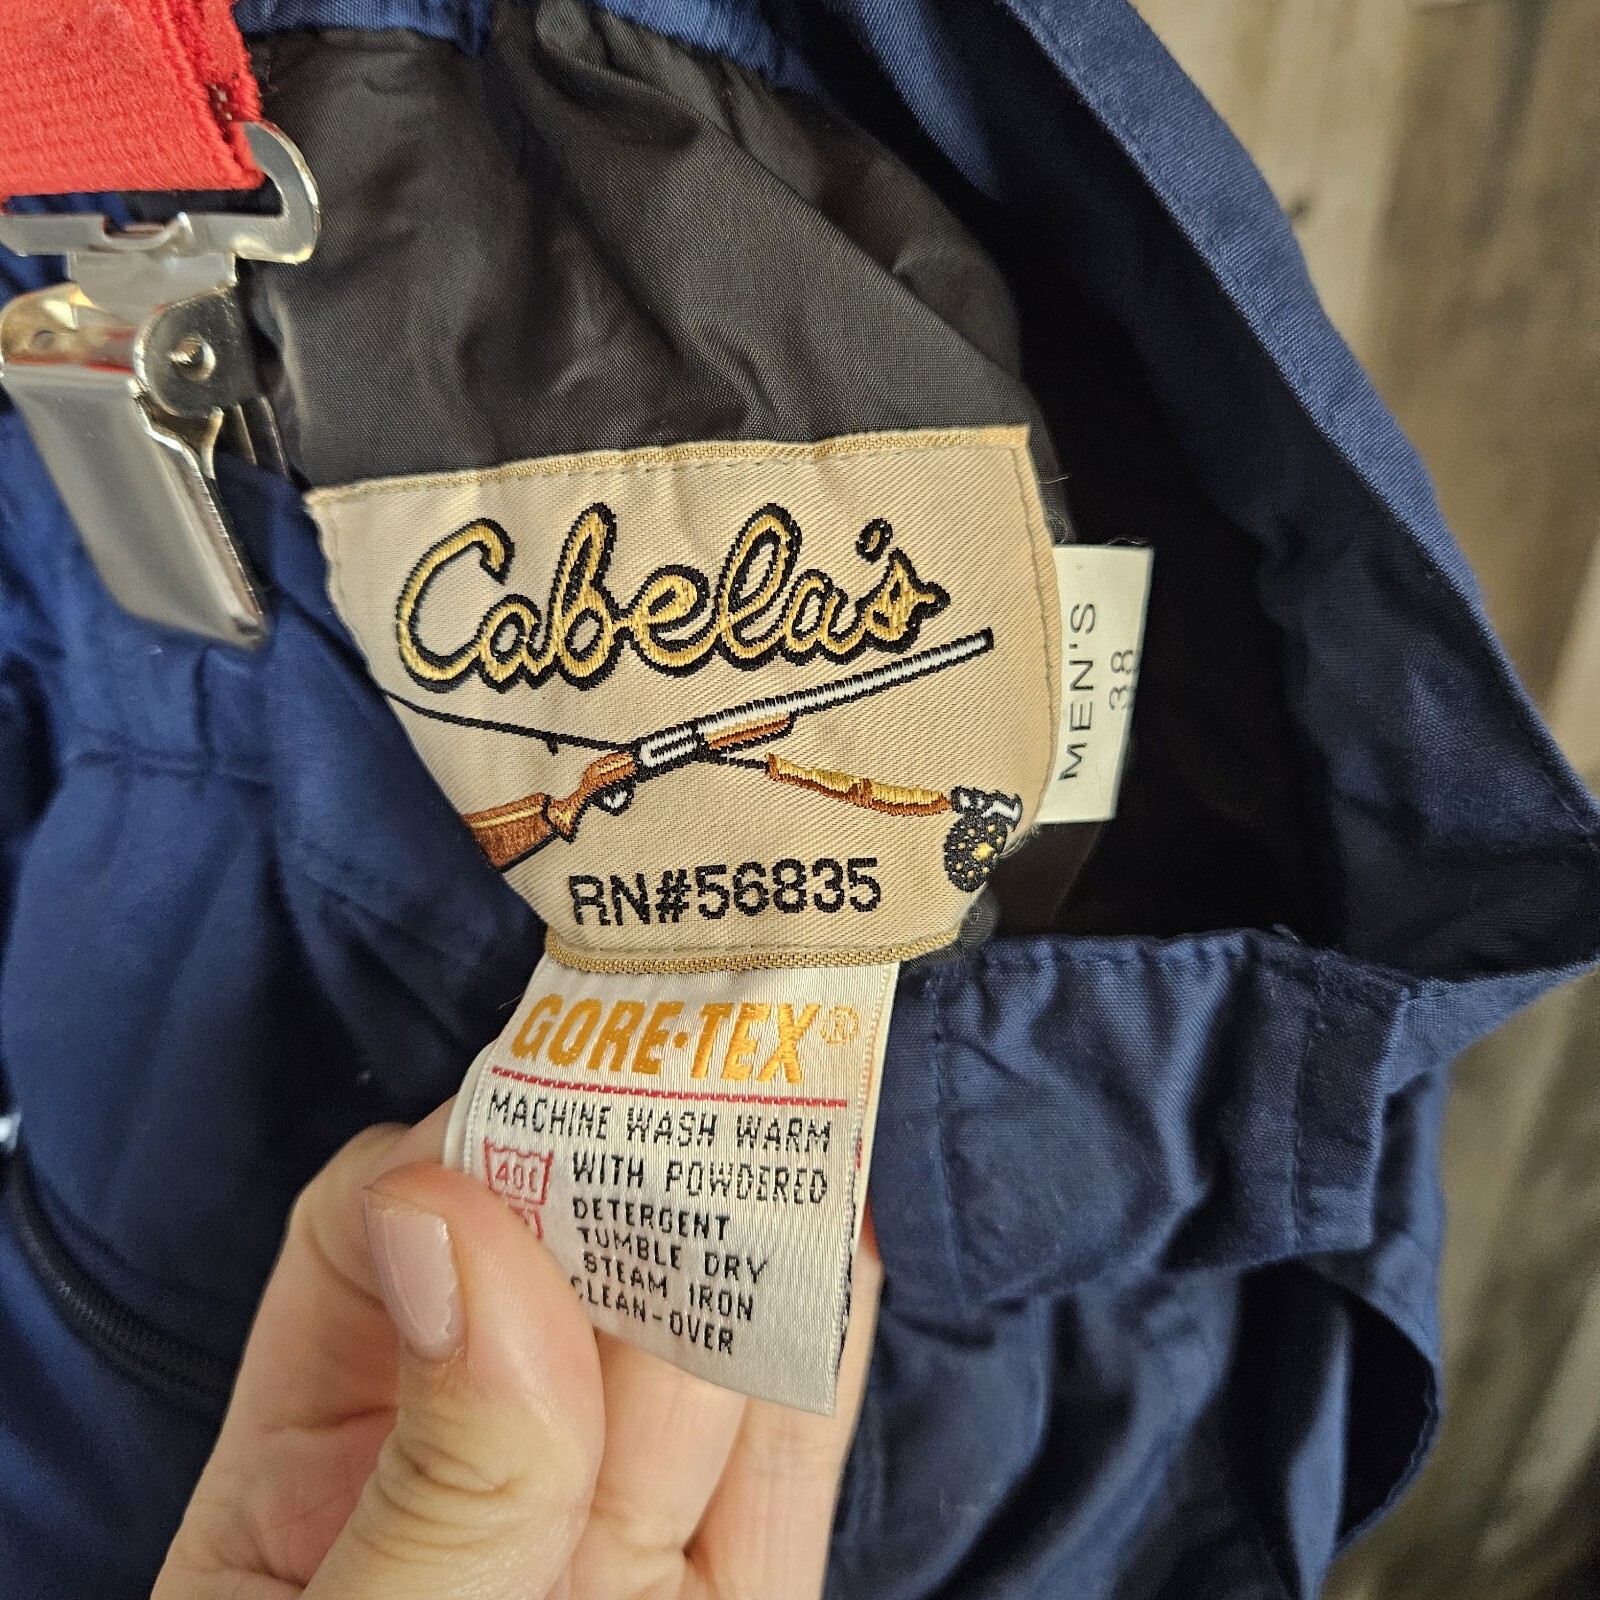 Cabela's
RN#56835
MEN'S
38
GORE-TEX®
MACHINE WASH WARM
40C
WITH POWDERED
DETERGENT
TUMBLE DRY
STEAM IRON
CLEAN-OVER